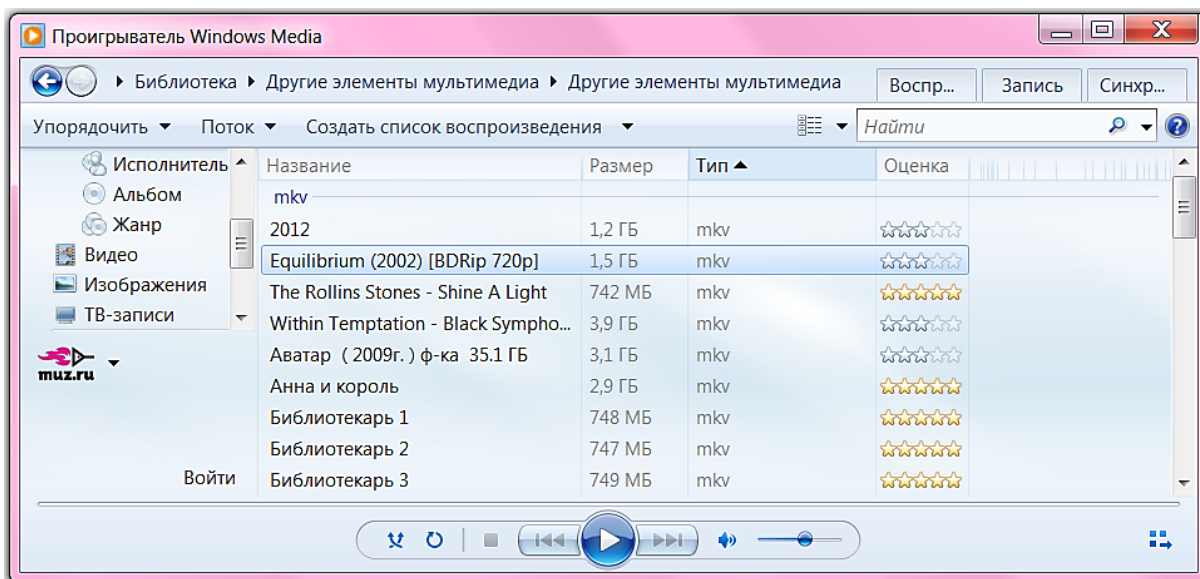 Проигрыватель Windows Media
Библиотека Другие элементы мультимедиа Другие элементы мультимедиа Воспр... Запись Синхр...
Упорядочить Поток Создать список воспроизведения Найти
Исполнитель Название Размер Тип Оценка
Альбом mkv
Жанр 2012 1,2 ГБ mkv
Видео Equilibrium (2002) [BDRip 720p] 1,5 ГБ mkv
Изображения The Rollins Stones - Shine A Light 742 МБ mkv
ТВ-записи Within Temptation - Black Sympho... 3,9 ГБ mkv
muz.ru Аватар ( 2009г. ) ф-ка 35.1 ГБ 3,1 ГБ mkv
Анна и король 2,9 ГБ mkv
Библиотекарь 1 748 МБ mkv
Библиотекарь 2 747 МБ mkv
Войти Библиотекарь 3 749 МБ mkv